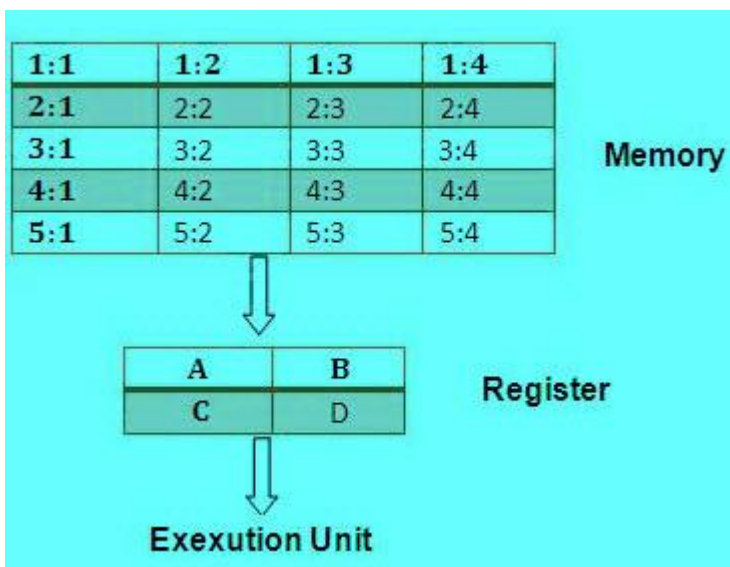 1:1 1:2 1:3 1:4
2:1 2:2 2:3 2:4
3:1 3:2 3:3 3:4
4:1 4:2 4:3 4:4
5:1 5:2 5:3 5:4
Memory
A B
C D
Register
Exexution Unit